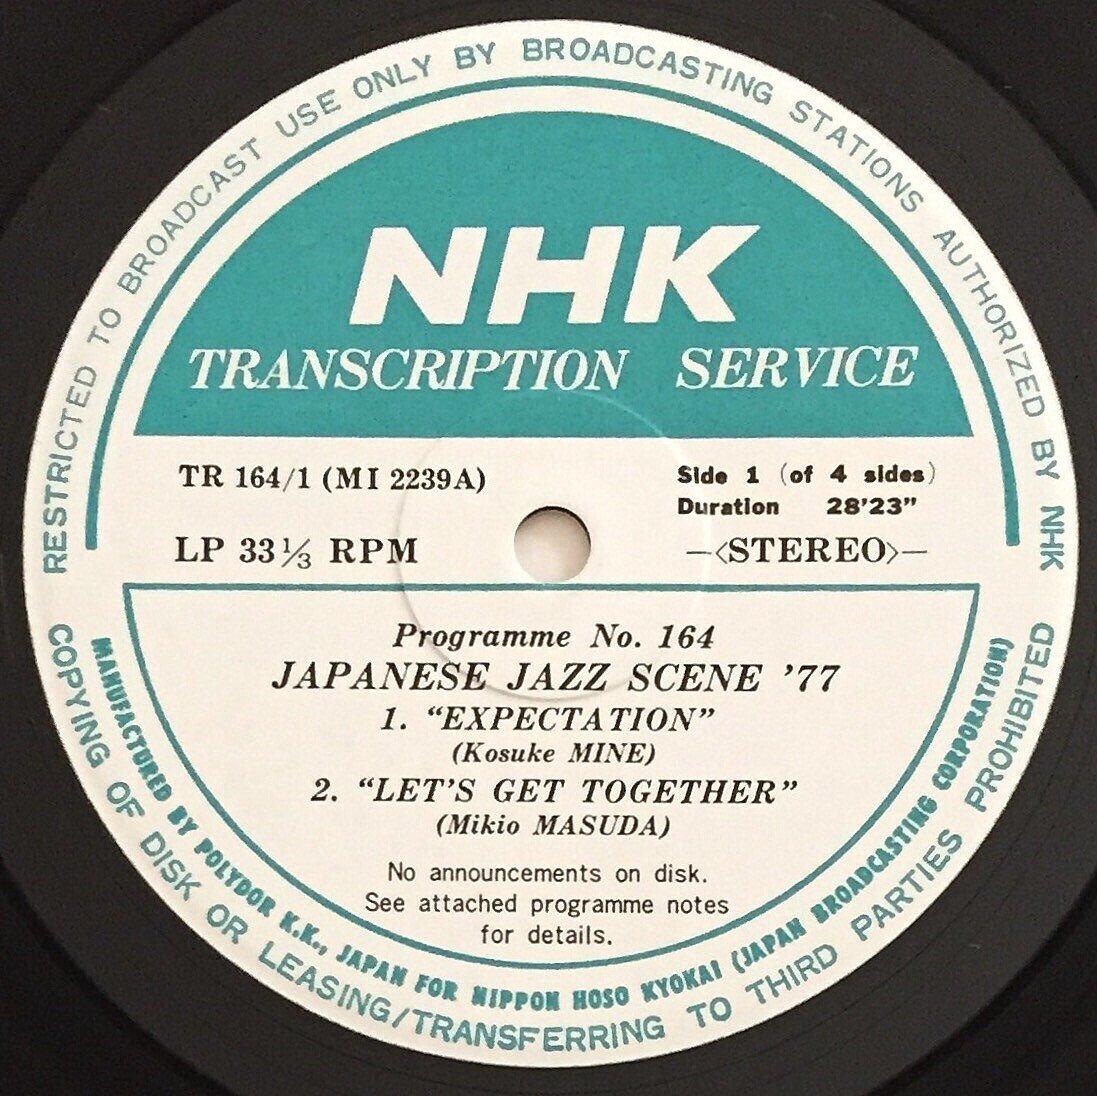 RESTRICTED TO BROADCAST USE ONLY BY BROADCASTING STATIONS AUTHORIZED BY NHK
NHK
TRANSCRIPTION SERVICE
TR 164/1 (MI 2239A)
Side 1 (of 4 sides)
Duration 28'23"
LP 33 1/3 RPM
—<STEREO>—
Programme No. 164
JAPANESE JAZZ SCENE '77
1. "EXPECTATION"
(Kosuke MINE)
2. "LET'S GET TOGETHER"
(Mikio MASUDA)
No announcements on disk.
See attached programme notes
for details.
MANUFACTURED BY POLYDOR K.K., JAPAN FOR NIPPON HOSO KYOKAI (JAPAN BROADCASTING CORPORATION)
COPYING OF DISK OR LEASING/TRANSFERRING TO THIRD PARTIES PROHIBITED